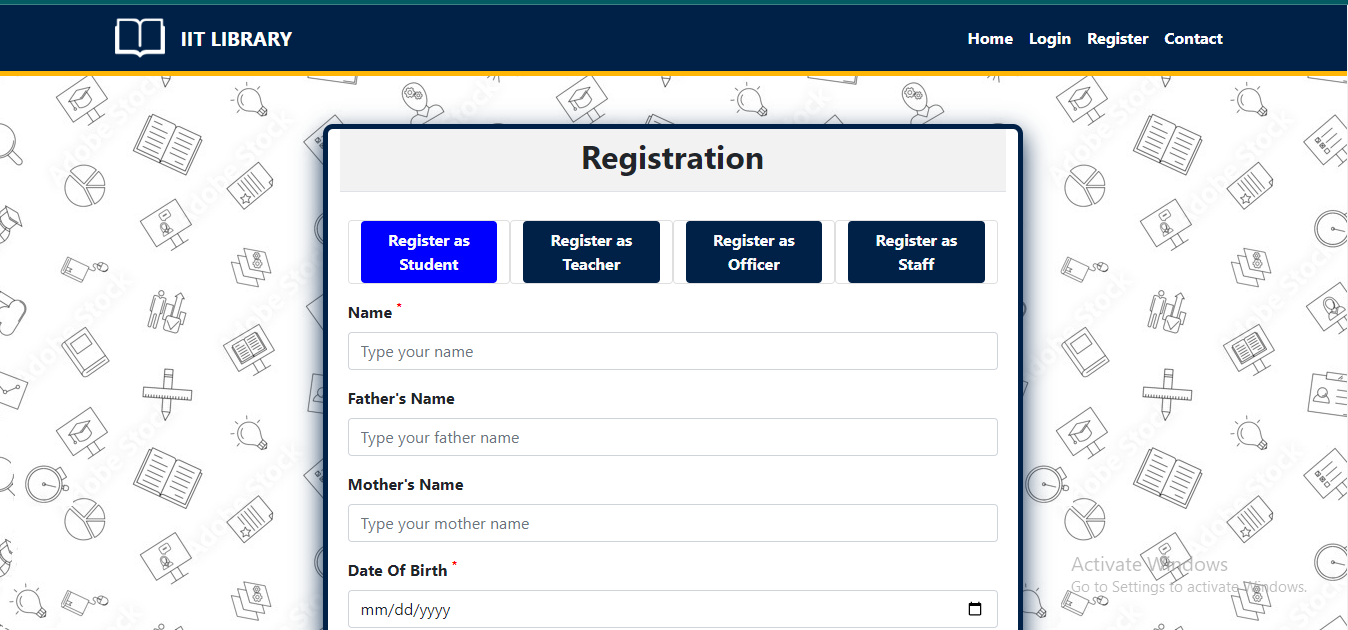 IIT LIBRARY
Home Login Register Contact
Registration
Register as Student
Register as Teacher
Register as Officer
Register as Staff
Name *
Type your name
Father's Name
Type your father name
Mother's Name
Type your mother name
Date Of Birth *
mm/dd/yyyy
Activate Windows
Go to Settings to activate Windows.
Adobe Stock